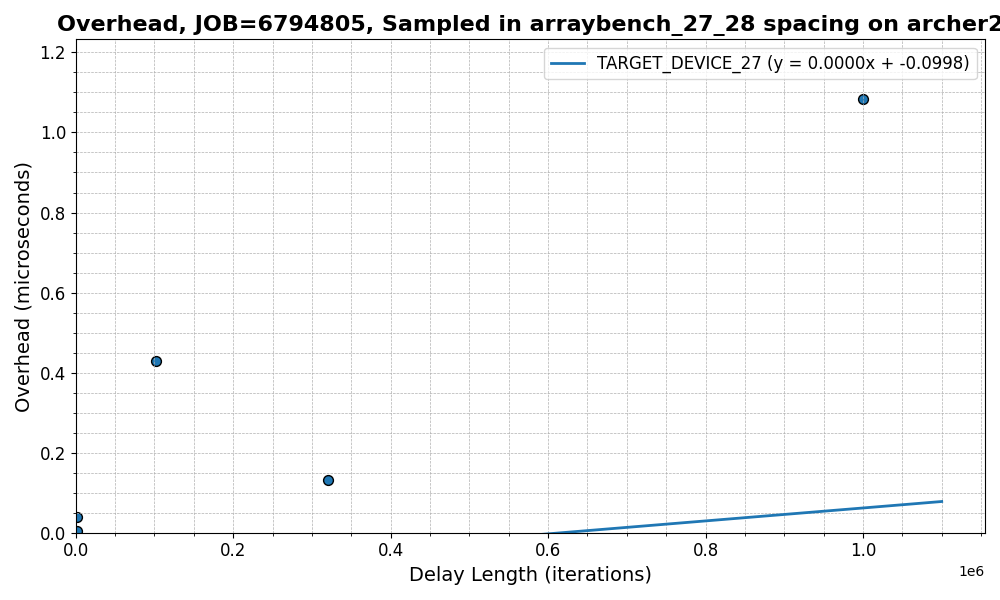 Overhead, JOB=6794805, Sampled in arraybench_27_28 spacing on archer2
TARGET_DEVICE_27 (y = 0.0000x + -0.0998)
Overhead (microseconds)
1.2
1.0
0.8
0.6
0.4
0.2
0.0
0.0 0.2 0.4 0.6 0.8 1.0
1e6
Delay Length (iterations)